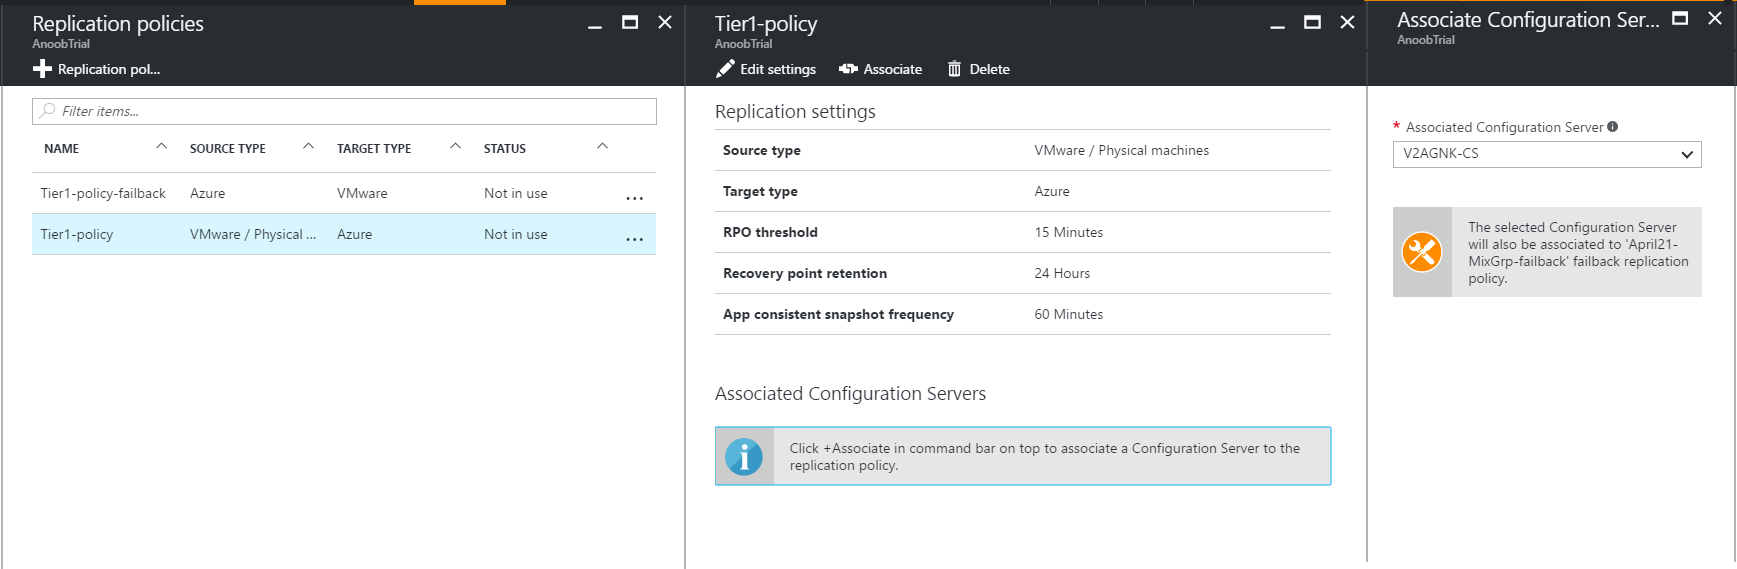 Replication policies
AnoobTrial
Replication pol...
Filter items...
NAME SOURCE TYPE TARGET TYPE STATUS
Tier1-policy-failback Azure VMware Not in use ...
Tier1-policy VMware / Physical ... Azure Not in use ...
Tier1-policy
AnoobTrial
Edit settings Associate Delete
Replication settings
Source type VMware / Physical machines
Target type Azure
RPO threshold 15 Minutes
Recovery point retention 24 Hours
App consistent snapshot frequency 60 Minutes
Associated Configuration Servers
Click +Associate in command bar on top to associate a Configuration Server to the
replication policy.
Associate Configuration Ser...
AnoobTrial
* Associated Configuration Server
V2AGNK-CS
The selected Configuration Server
will also be associated to 'April21-
MixGrp-failback' failback replication
policy.